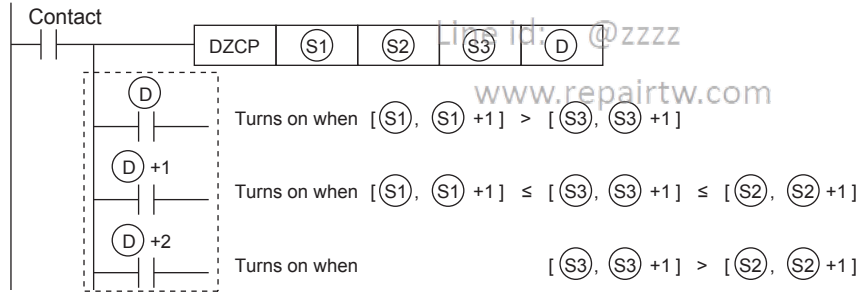 Contact
DZCP S1 S2 S3 D
Line id: @zzzz
www.repairtw.com
D
Turns on when [S1, S1 +1] > [S3, S3 +1]
D +1
Turns on when [S1, S1 +1] ≤ [S3, S3 +1] ≤ [S2, S2 +1]
D +2
Turns on when [S3, S3 +1] > [S2, S2 +1]